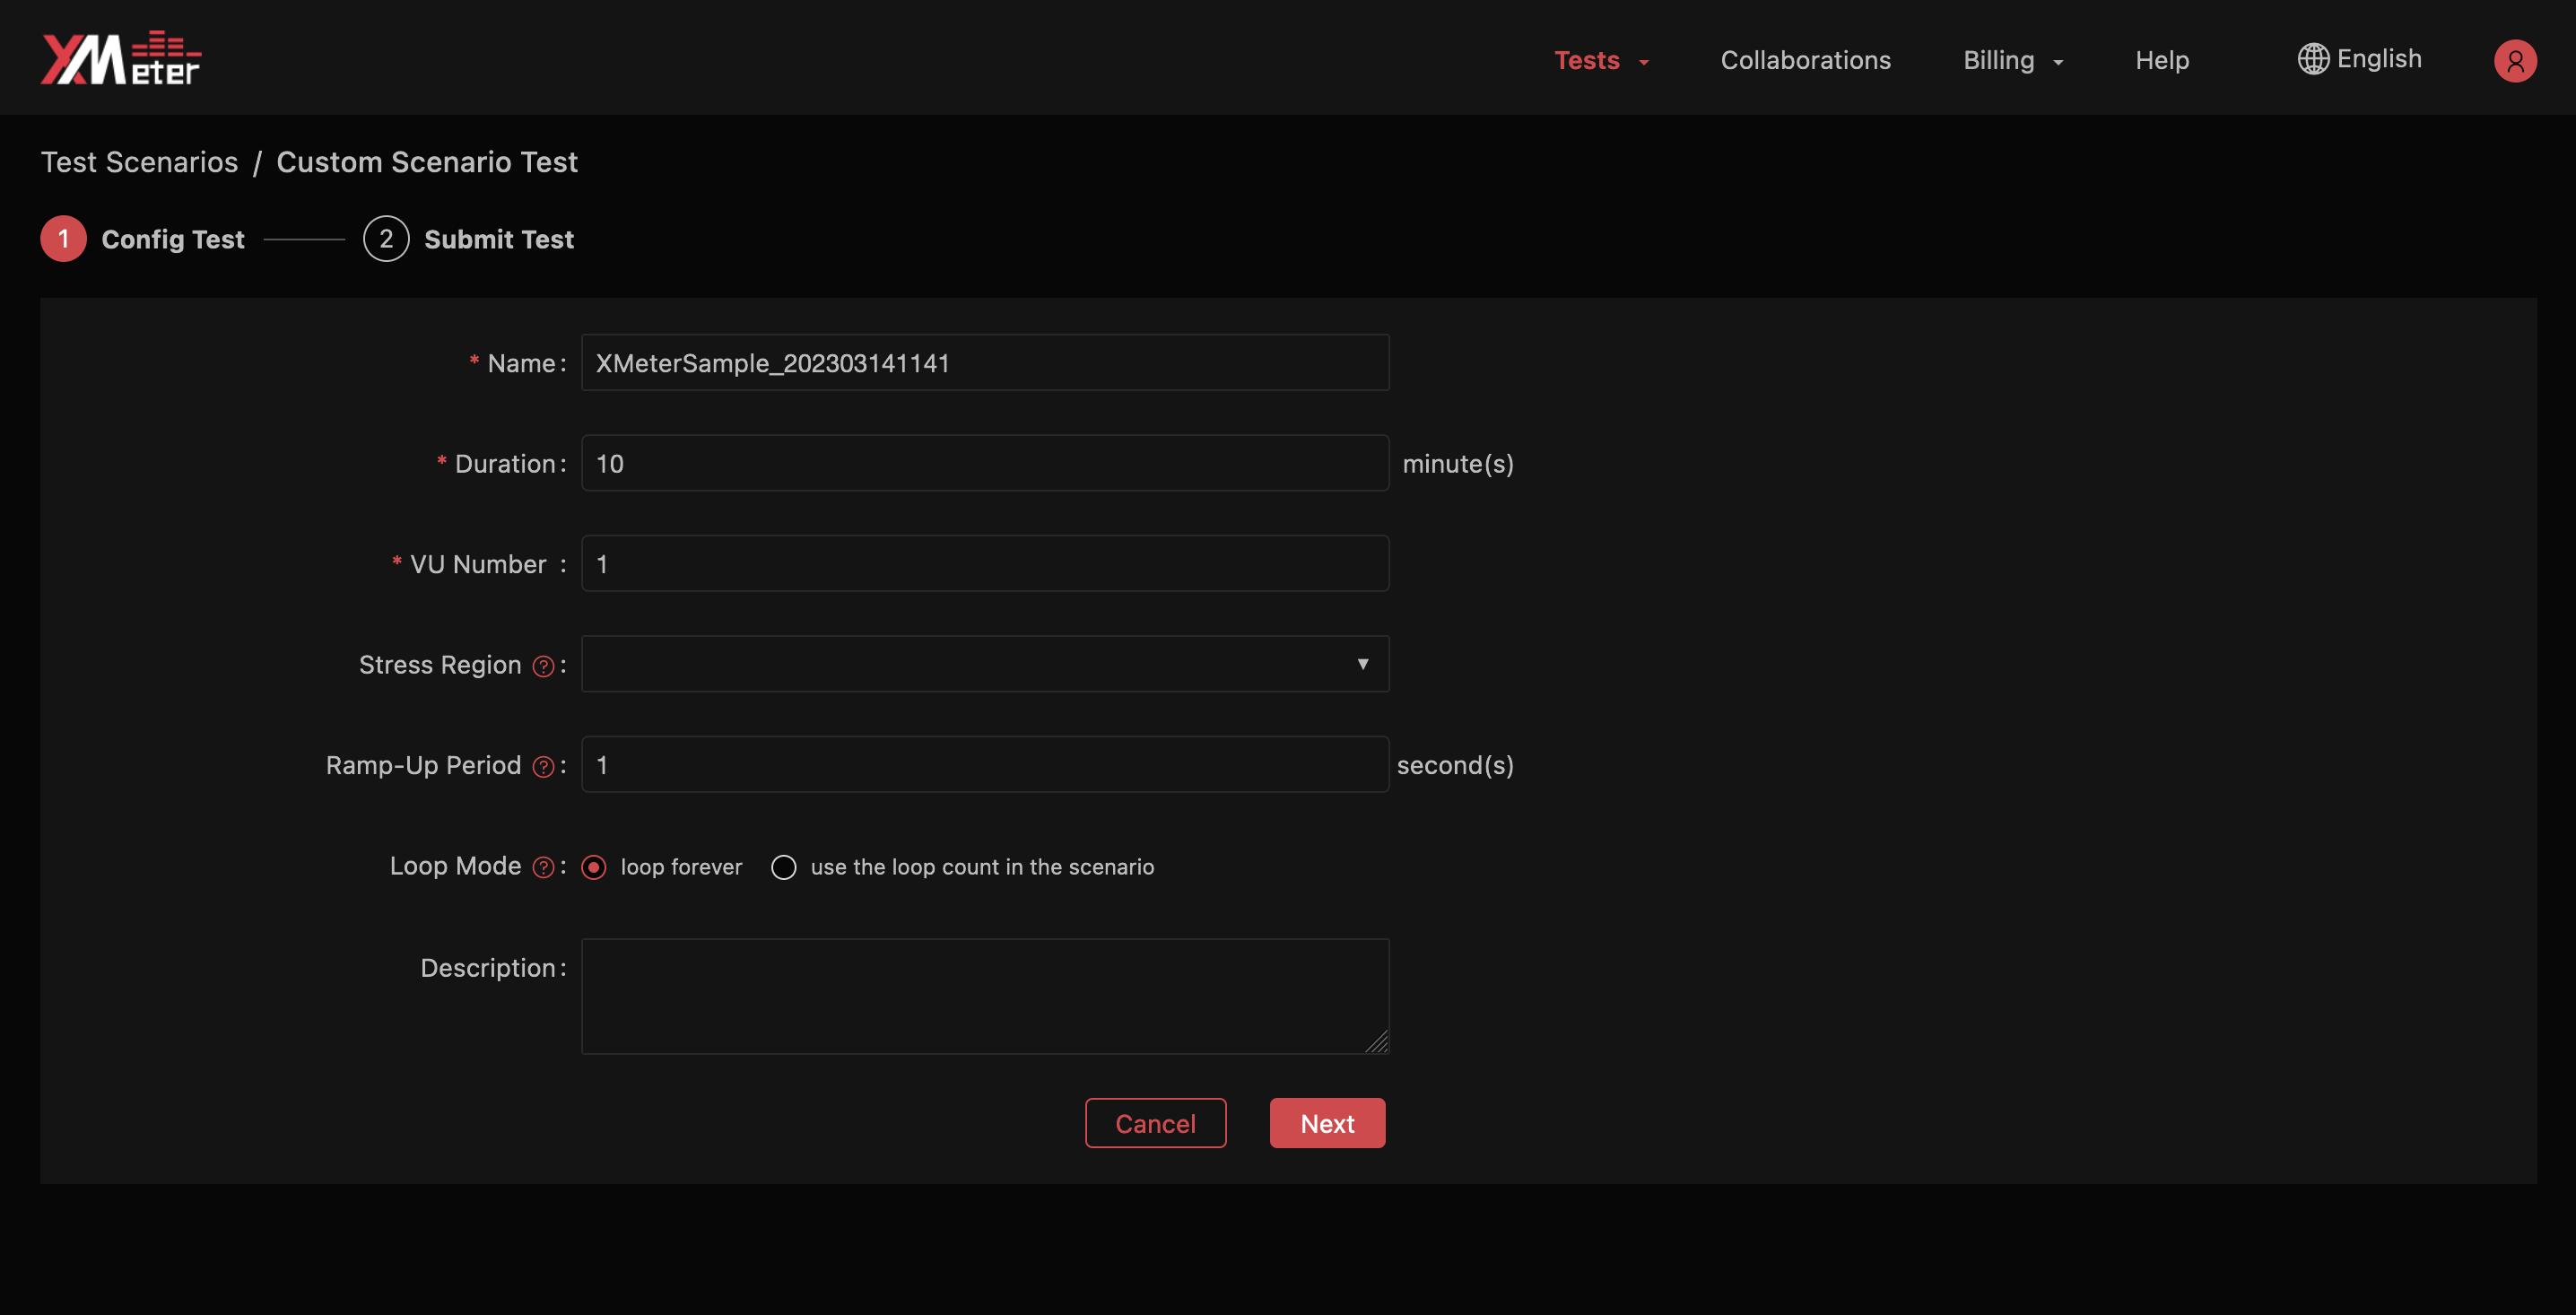 XMeter
Tests Collaborations Billing Help English
Test Scenarios / Custom Scenario Test
1 Config Test 2 Submit Test
* Name: XMeterSample_202303141141
* Duration: 10 minute(s)
* VU Number : 1
Stress Region ? :
Ramp-Up Period ? : 1 second(s)
Loop Mode ? : loop forever use the loop count in the scenario
Description:
Cancel Next